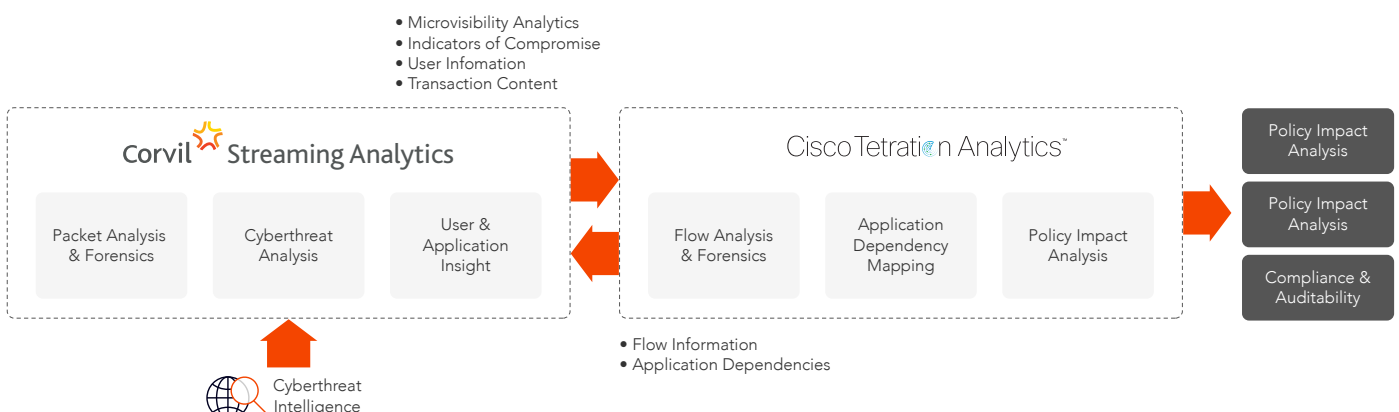 • Microvisibility Analytics
• Indicators of Compromise
• User Infomation
• Transaction Content
Corvil Streaming Analytics
Packet Analysis
& Forensics
Cyberthreat
Analysis
User &
Application
Insight
Cisco Tetration Analytics™
Flow Analysis
& Forensics
Application
Dependency
Mapping
Policy Impact
Analysis
Policy Impact
Analysis
Policy Impact
Analysis
Compliance &
Auditability
• Flow Information
• Application Dependencies
Cyberthreat
Intelligence